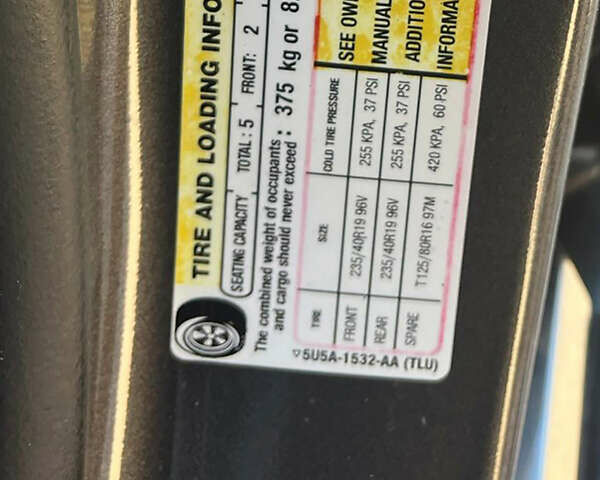 TIRE AND LOADING INFO
SEATING CAPACITY TOTAL: 5 FRONT: 2
The combined weight of occupants
and cargo should never exceed: 375 kg or 8
TIRE SIZE COLD TIRE PRESSURE
FRONT 235/40R19 96V 255 KPA, 37 PSI
REAR 235/40R19 96V 255 KPA, 37 PSI
SPARE T125/80R16 97M 420 KPA, 60 PSI
SEE OWN
MANUAL
ADDITIO
INFORMA
5U5A-1532-AA (TLU)